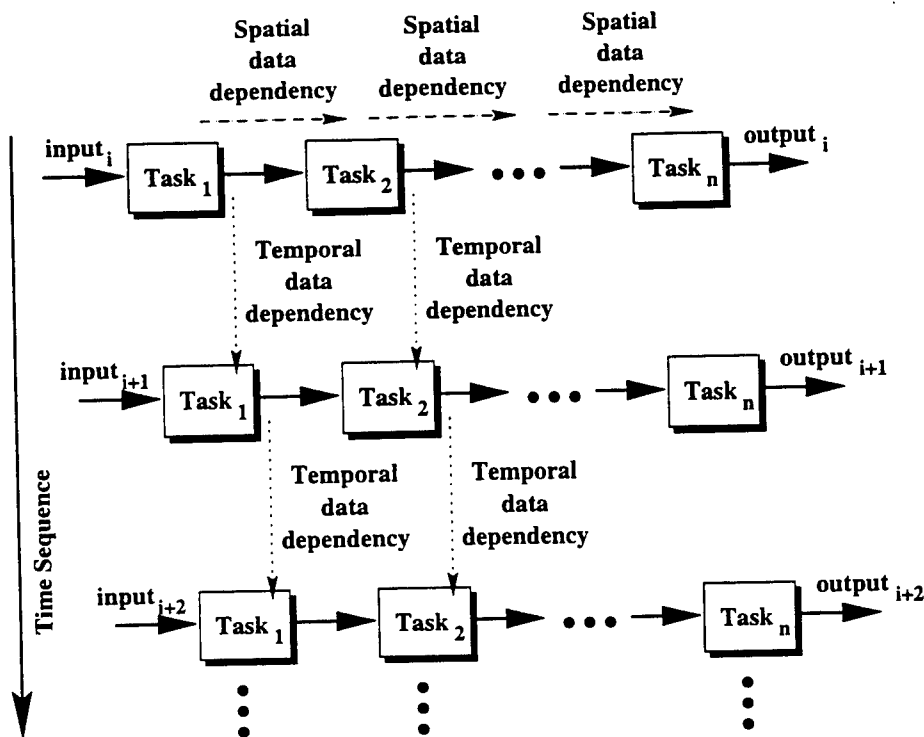 Spatial data dependency
Spatial data dependency
Spatial data dependency
input i
Task 1
Task 2
Task n
output i
Temporal data dependency
Temporal data dependency
input i+1
Task 1
Task 2
Task n
output i+1
Temporal data dependency
Temporal data dependency
Time Sequence
input i+2
Task 1
Task 2
Task n
output i+2